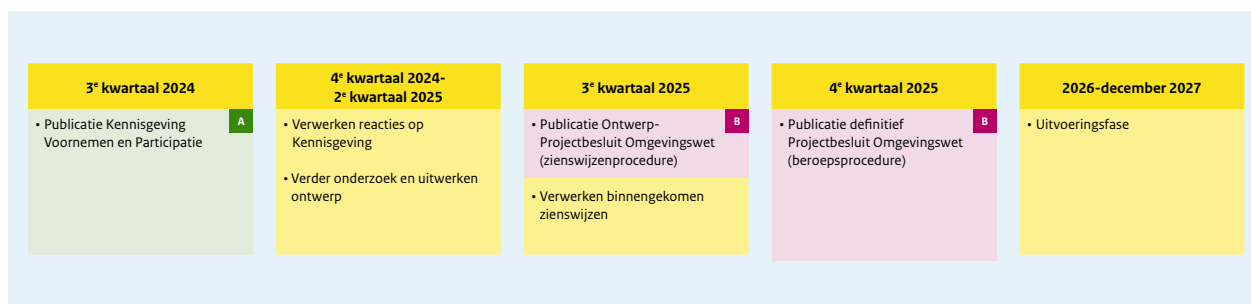 3e kwartaal 2024
A
• Publicatie Kennisgeving
Voornemen en Participatie
4e kwartaal 2024-
2e kwartaal 2025
• Verwerken reacties op
Kennisgeving
• Verder onderzoek en uitwerken
ontwerp
3e kwartaal 2025
B
• Publicatie Ontwerp-
Projectbesluit Omgevingswet
(zienswijzenprocedure)
• Verwerken binnengekomen
zienswijzen
4e kwartaal 2025
B
• Publicatie definitief
Projectbesluit Omgevingswet
(beroepsprocedure)
2026-december 2027
• Uitvoeringsfase